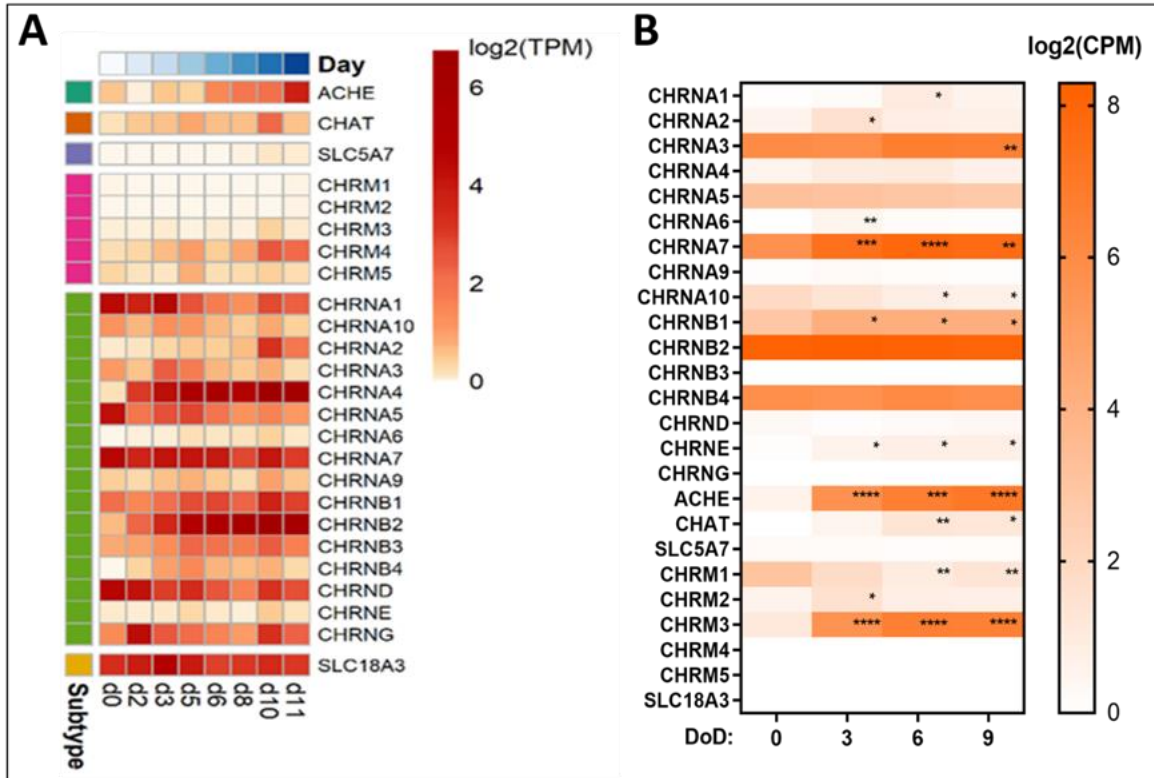 A
Day
log2(TPM)
6
4
2
0
ACHE
CHAT
SLC5A7
CHRM1
CHRM2
CHRM3
CHRM4
CHRM5
CHRNA1
CHRNA10
CHRNA2
CHRNA3
CHRNA4
CHRNA5
CHRNA6
CHRNA7
CHRNA9
CHRNB1
CHRNB2
CHRNB3
CHRNB4
CHRND
CHRNE
CHRNG
SLC18A3
Subtype
d0
d2
d3
d5
d6
d8
d10
d11
B
log2(CPM)
8
6
4
2
0
CHRNA1 *
CHRNA2 *
CHRNA3 **
CHRNA4
CHRNA5
CHRNA6 **
CHRNA7 *** **** **
CHRNA9
CHRNA10 * *
CHRNB1 * * *
CHRNB2
CHRNB3
CHRNB4
CHRND
CHRNE * * *
CHRNG
ACHE **** *** ****
CHAT ** *
SLC5A7
CHRM1 ** **
CHRM2 *
CHRM3 **** **** ****
CHRM4
CHRM5
SLC18A3
DoD: 0 3 6 9